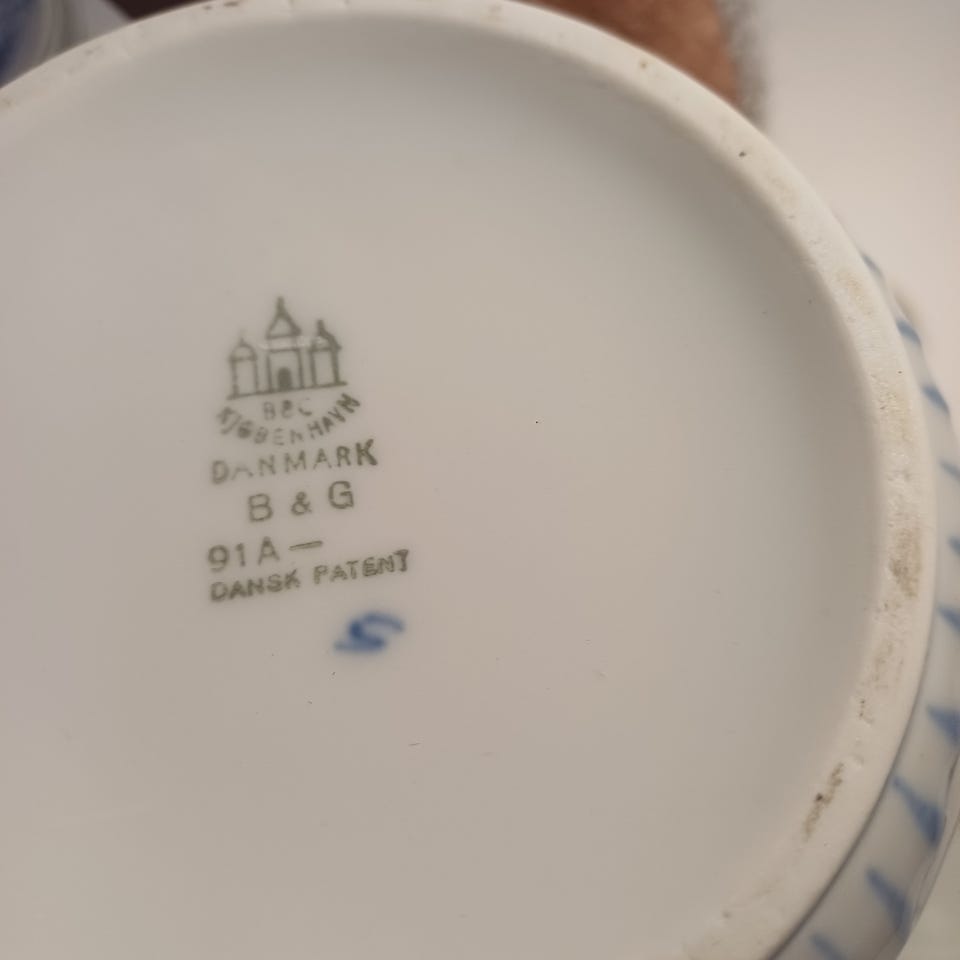 B&G
KJØBENHAVN
DANMARK
B & G
91A—
DANSK PATENT